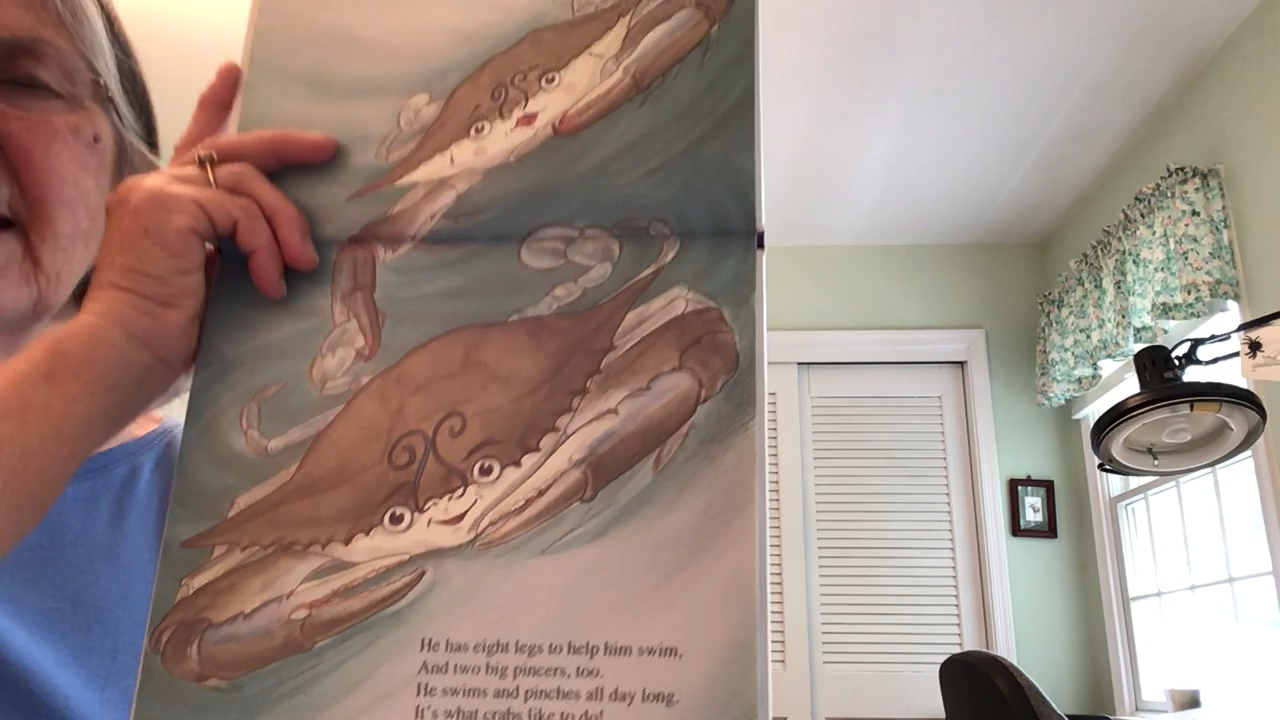 He has eight legs to help him swim,
And two big pincers, too.
He swims and pinches all day long.
It's what crabs like to do!